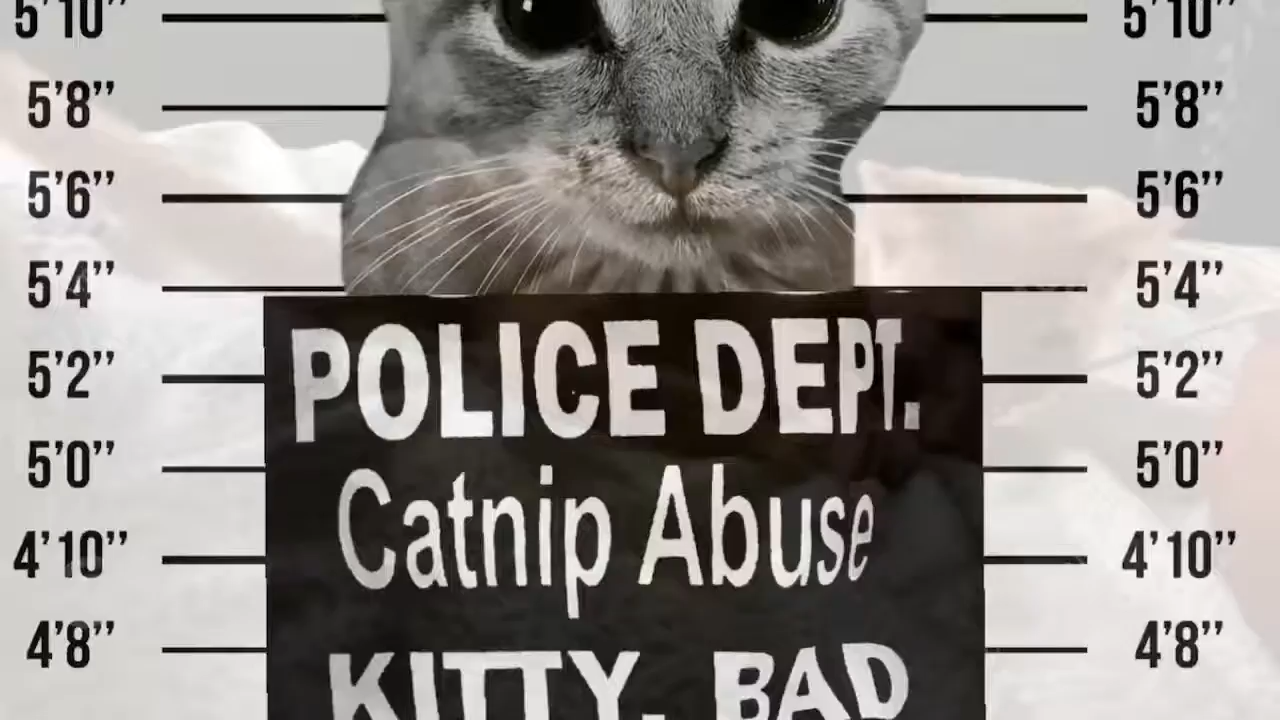 5’10” 5’10”
5’8” 5’8”
5’6” 5’6”
5’4” 5’4”
POLICE DEPT.
5’2” 5’2”
5’0” 5’0”
Catnip Abuse
4’10” 4’10”
4’8” 4’8”
KITTY, BAD